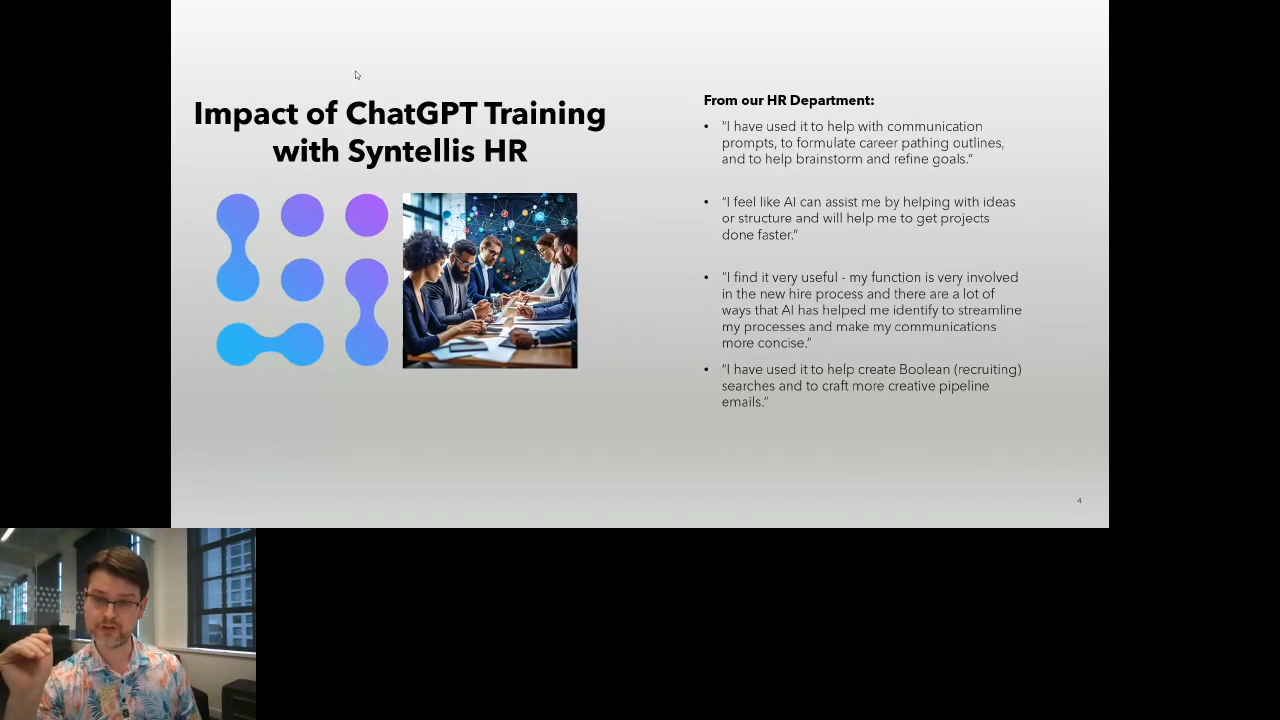 Impact of ChatGPT Training
with Syntellis HR
From our HR Department:
• "I have used it to help with communication
prompts, to formulate career pathing outlines,
and to help brainstorm and refine goals."
• "I feel like AI can assist me by helping with ideas
or structure and will help me to get projects
done faster."
• "I find it very useful - my function is very involved
in the new hire process and there are a lot of
ways that AI has helped me identify to streamline
my processes and make my communications
more concise."
• "I have used it to help create Boolean (recruiting)
searches and to craft more creative pipeline
emails."
4